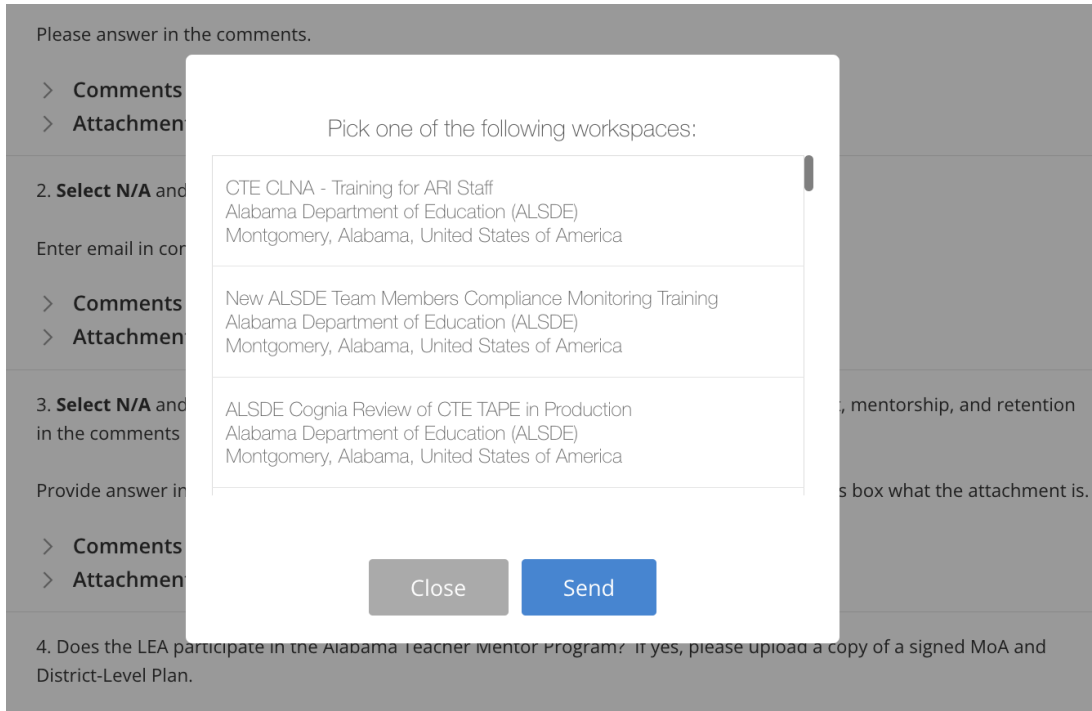 Please answer in the comments.
Comments
Attachmen
Pick one of the following workspaces:
CTE CLNA - Training for ARI Staff
Alabama Department of Education (ALSDE)
Montgomery, Alabama, United States of America
2. Select N/A and
Enter email in cor
New ALSDE Team Members Compliance Monitoring Training
Alabama Department of Education (ALSDE)
Montgomery, Alabama, United States of America
Comments
Attachmen
3. Select N/A and
, mentorship, and retention
in the comments
ALSDE Cognia Review of CTE TAPE in Production
Alabama Department of Education (ALSDE)
Montgomery, Alabama, United States of America
Provide answer in
s box what the attachment is.
Comments
Attachmen
Close
Send
4. Does the LEA participate in the Alabama Teacher Mentor Program? If yes, please upload a copy of a signed MoA and
District-Level Plan.